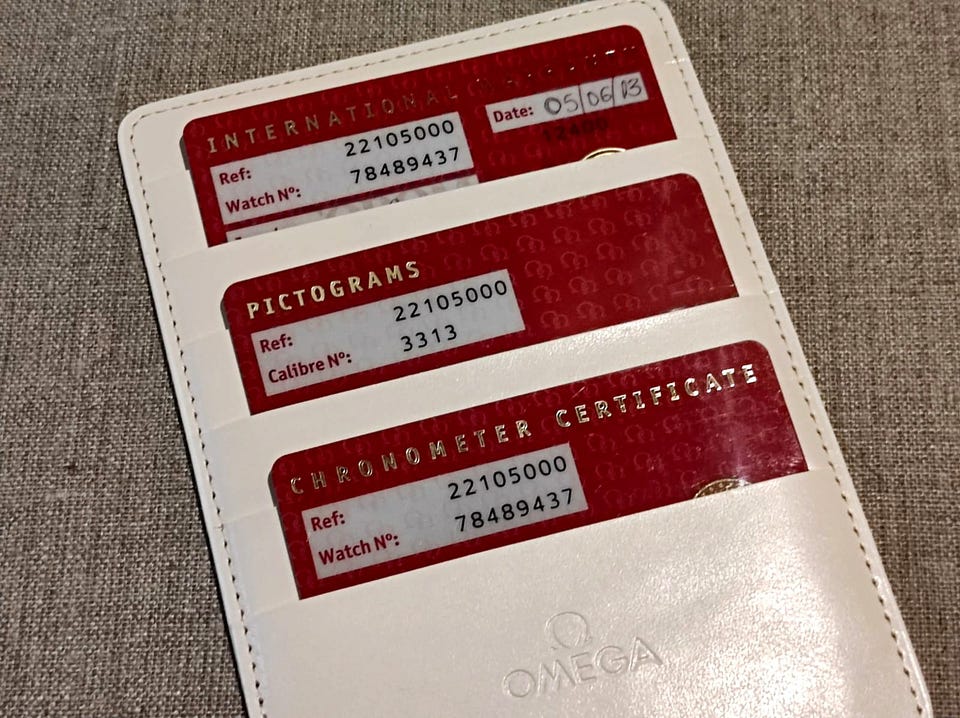 INTERNATIONAL WARRANTY
Ref: 22105000
Watch Nº: 78489437
Date: 05/06/13
PICTOGRAMS
Ref: 22105000
Calibre Nº: 3313
CHRONOMETER CERTIFICATE
Ref: 22105000
Watch Nº: 78489437
OMEGA